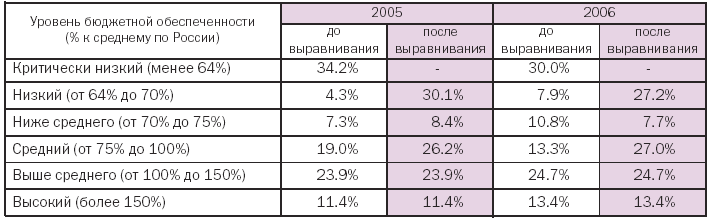 Уровень бюджетной обеспеченности
(% к среднему по России)
2005 2006
до выравнивания после выравнивания до выравнивания после выравнивания
Критически низкий (менее 64%) 34.2% - 30.0% -
Низкий (от 64% до 70%) 4.3% 30.1% 7.9% 27.2%
Ниже среднего (от 70% до 75%) 7.3% 8.4% 10.8% 7.7%
Средний (от 75% до 100%) 19.0% 26.2% 13.3% 27.0%
Выше среднего (от 100% до 150%) 23.9% 23.9% 24.7% 24.7%
Высокий (более 150%) 11.4% 11.4% 13.4% 13.4%